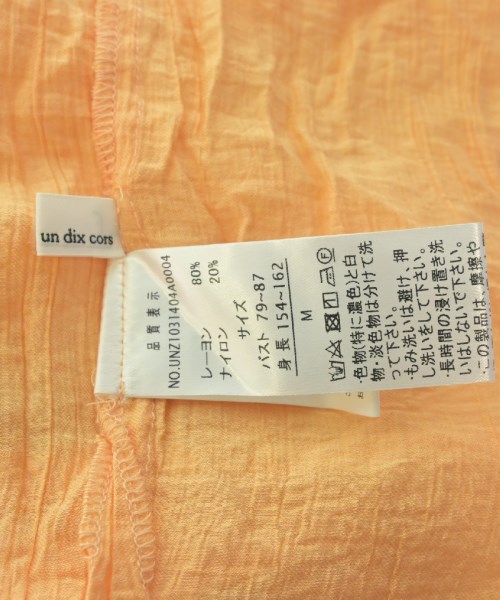 un dix cors
品質表示
NO.UNZ1031404A0004
レーヨン 80%
ナイロン 20%
サイズ
バスト 79~87
身長 154~162
M
・色物(特に濃色)と白
物・淡色物は分けて洗
って下さい。
・もみ洗いは避け、押
し洗いをして下さい。
・長時間の浸け置き洗
いはしないで下さい。
・この製品は、摩擦や